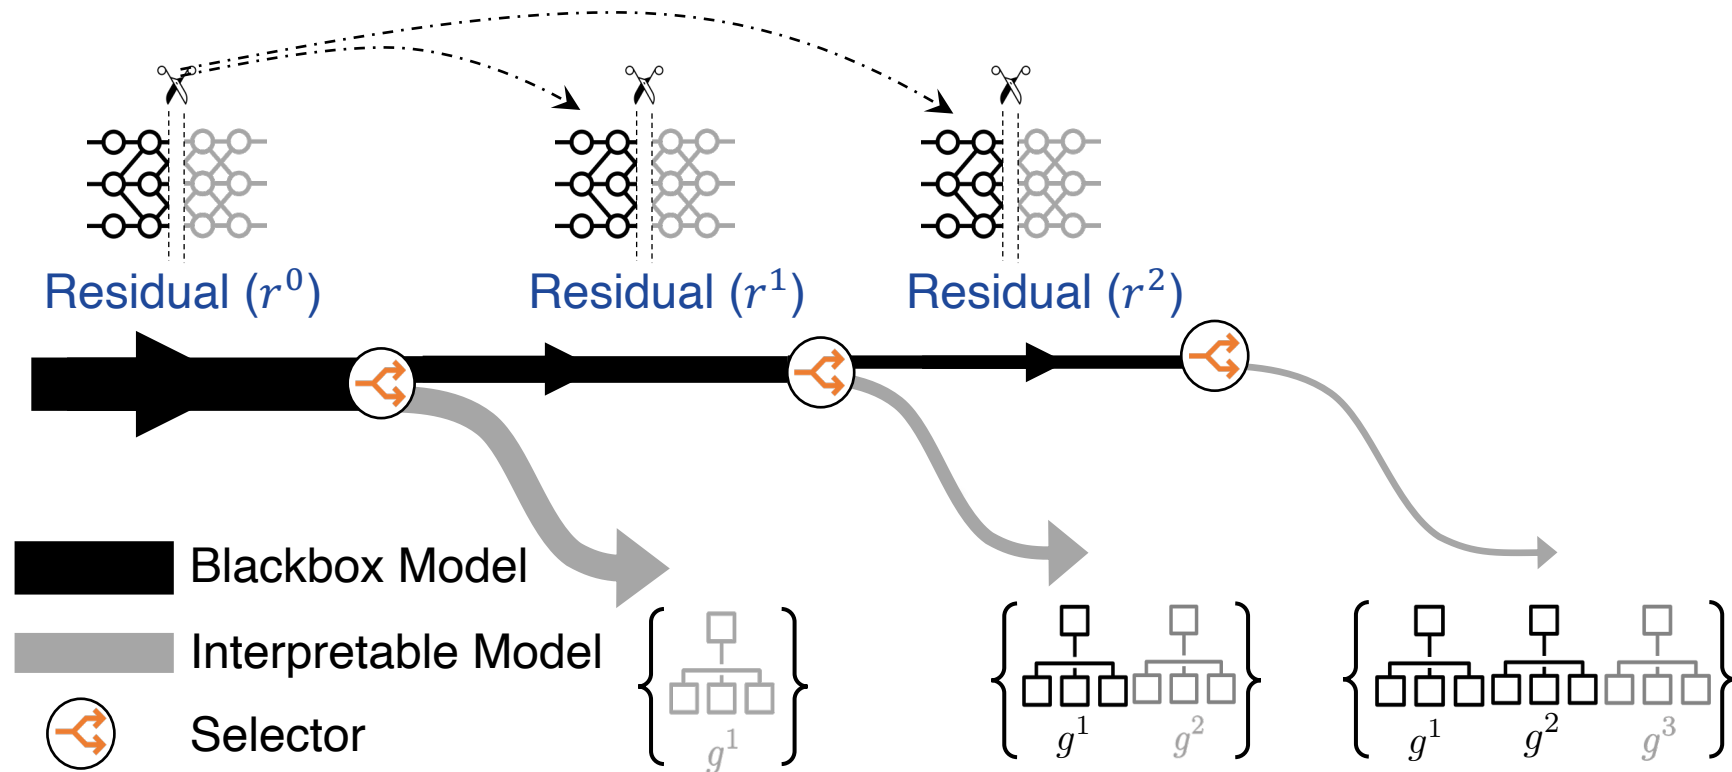 Residual (r⁰)
Residual (r¹)
Residual (r²)
Blackbox Model
Interpretable Model
Selector
g¹
g¹ g²
g¹ g² g³